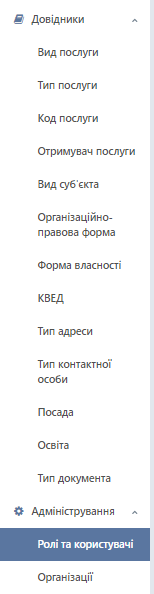 Довідники
Вид послуги
Тип послуги
Код послуги
Отримувач послуги
Вид суб'єкта
Організаційно-
правова форма
Форма власності
КВЕД
Тип адреси
Тип контактної
особи
Посада
Освіта
Тип документа
Адміністрування
Ролі та користувачі
Організації